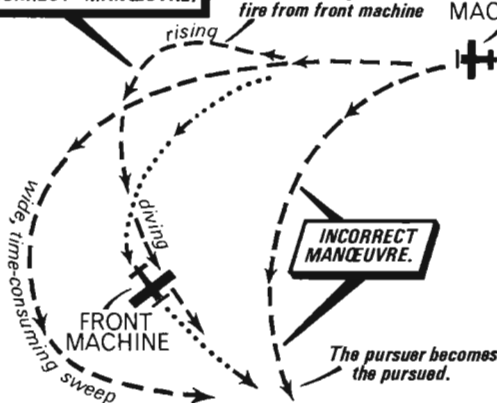 MANŒUVRE.
fire from front machine
MAC
rising
wide, time-consuming sweep
diving
INCORRECT
MANŒUVRE.
FRONT
MACHINE
The pursuer becomes
the pursued.